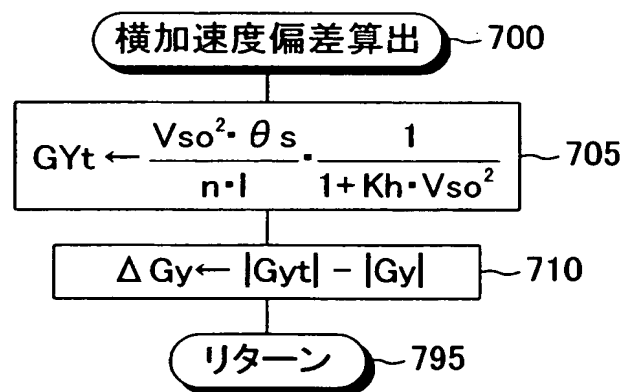 横加速度偏差算出 700
GYt ← Vso²・θs / n・l ・ 1 / 1+Kh・Vso² 705
ΔGy← |Gyt| − |Gy| 710
リターン 795